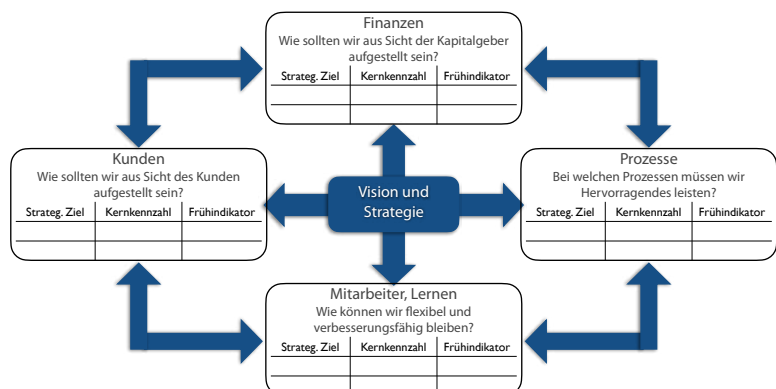 Finanzen
Wie sollten wir aus Sicht der Kapitalgeber
aufgestellt sein?
Strateg. Ziel Kernkennzahl Frühindikator
Kunden
Wie sollten wir aus Sicht des Kunden
aufgestellt sein?
Strateg. Ziel Kernkennzahl Frühindikator
Vision und
Strategie
Prozesse
Bei welchen Prozessen müssen wir
Hervorragendes leisten?
Strateg. Ziel Kernkennzahl Frühindikator
Mitarbeiter, Lernen
Wie können wir flexibel und
verbesserungsfähig bleiben?
Strateg. Ziel Kernkennzahl Frühindikator